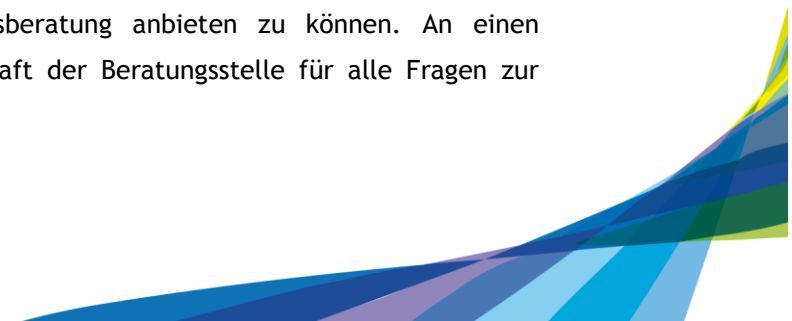 sberatung anbieten zu können. An einen
aft der Beratungsstelle für alle Fragen zur